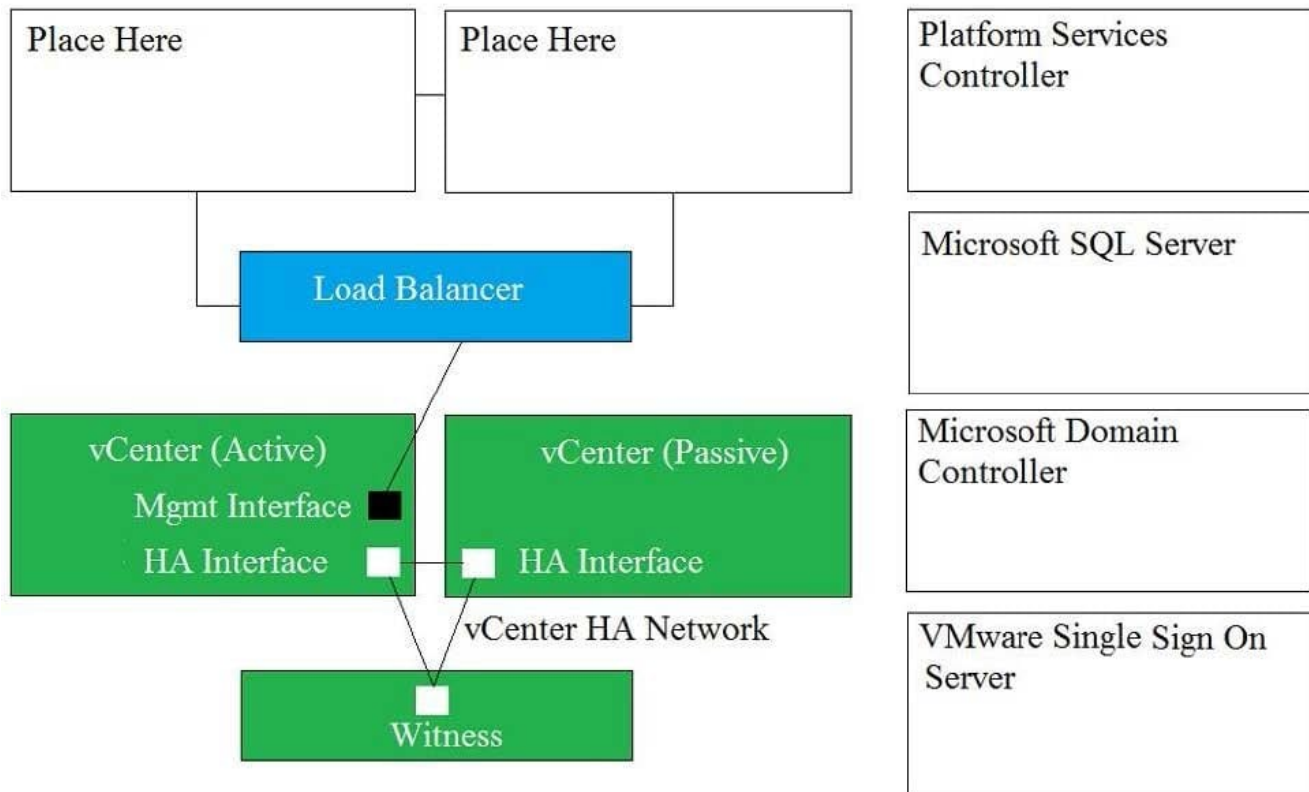 Place Here
Place Here
Platform Services
Controller
Microsoft SQL Server
Load Balancer
vCenter (Active)
Mgmt Interface
HA Interface
vCenter (Passive)
HA Interface
Microsoft Domain
Controller
vCenter HA Network
Witness
VMware Single Sign On
Server